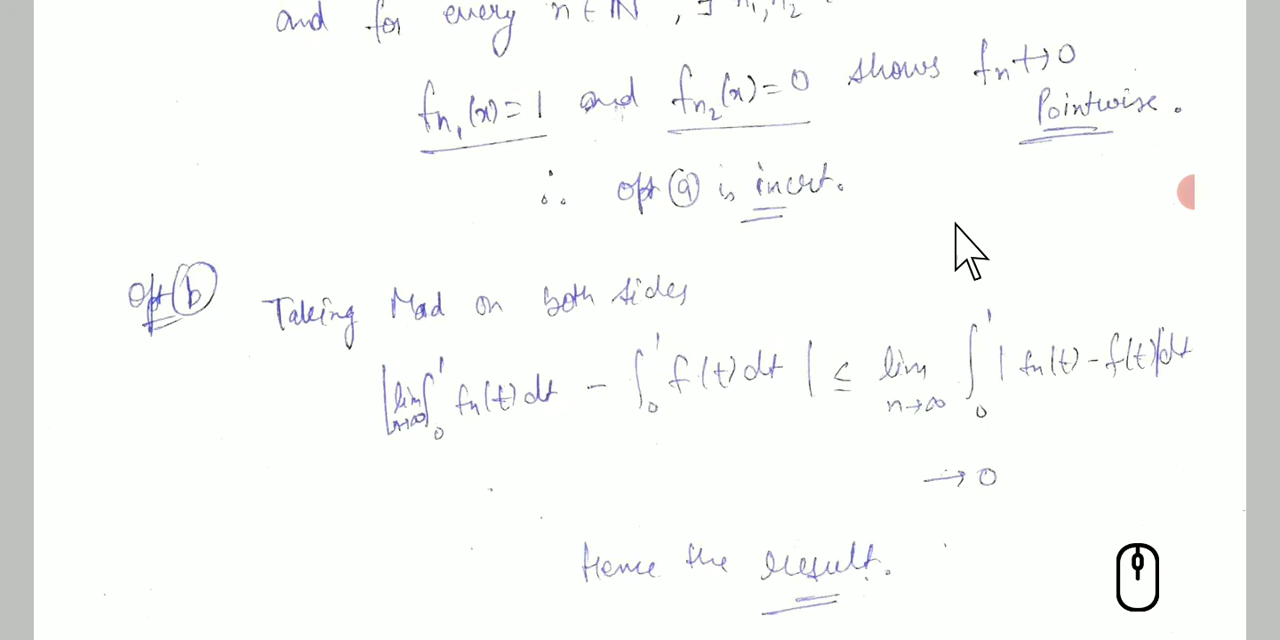 and for every n ∈ ℕ, ∃ n₁, n₂
fn₁(x) = 1 and fn₂(x) = 0 shows fn ↛ 0
Pointwise.
∴ opt (a) is incrt.
Opt (b) Taking Mod on both sides
|lim n→∞ ∫₀¹ fn(t) dt − ∫₀¹ f(t) dt| ≤ lim n→∞ ∫₀¹ |fn(t) − f(t)| dt
→ 0
Hence the result.